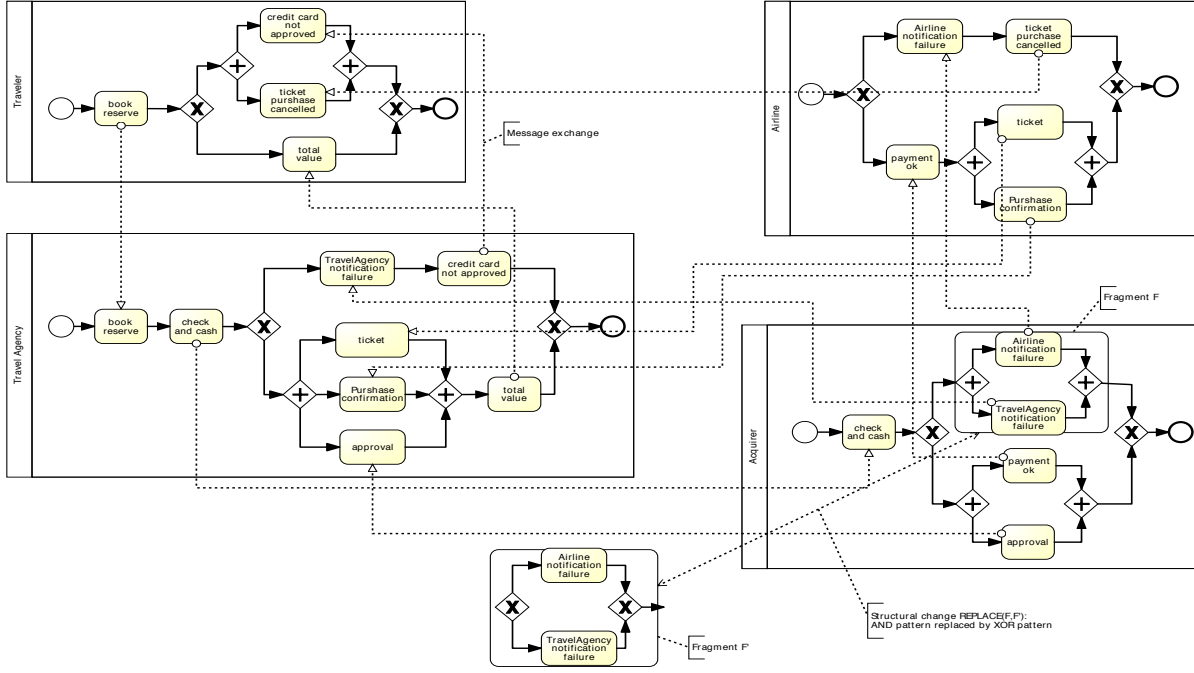 Traveler
book
reserve
credit card
not
approved
ticket
purshase
cancelled
total
value
Message exchange
Airline
Airline
notification
failure
ticket
purchase
cancelled
payment
ok
ticket
Purshase
confirmation
Travel Agency
book
reserve
check
and cash
TravelAgency
notification
failure
credit card
not approved
ticket
Purshase
confirmation
approval
total
value
Fragment F
Acquirer
check
and cash
Airline
notification
failure
TravelAgency
notification
failure
payment
ok
approval
Airline
notification
failure
TravelAgency
notification
failure
Fragment F'
Structural change REPLACE(F,F'):
AND pattern replaced by XOR pattern